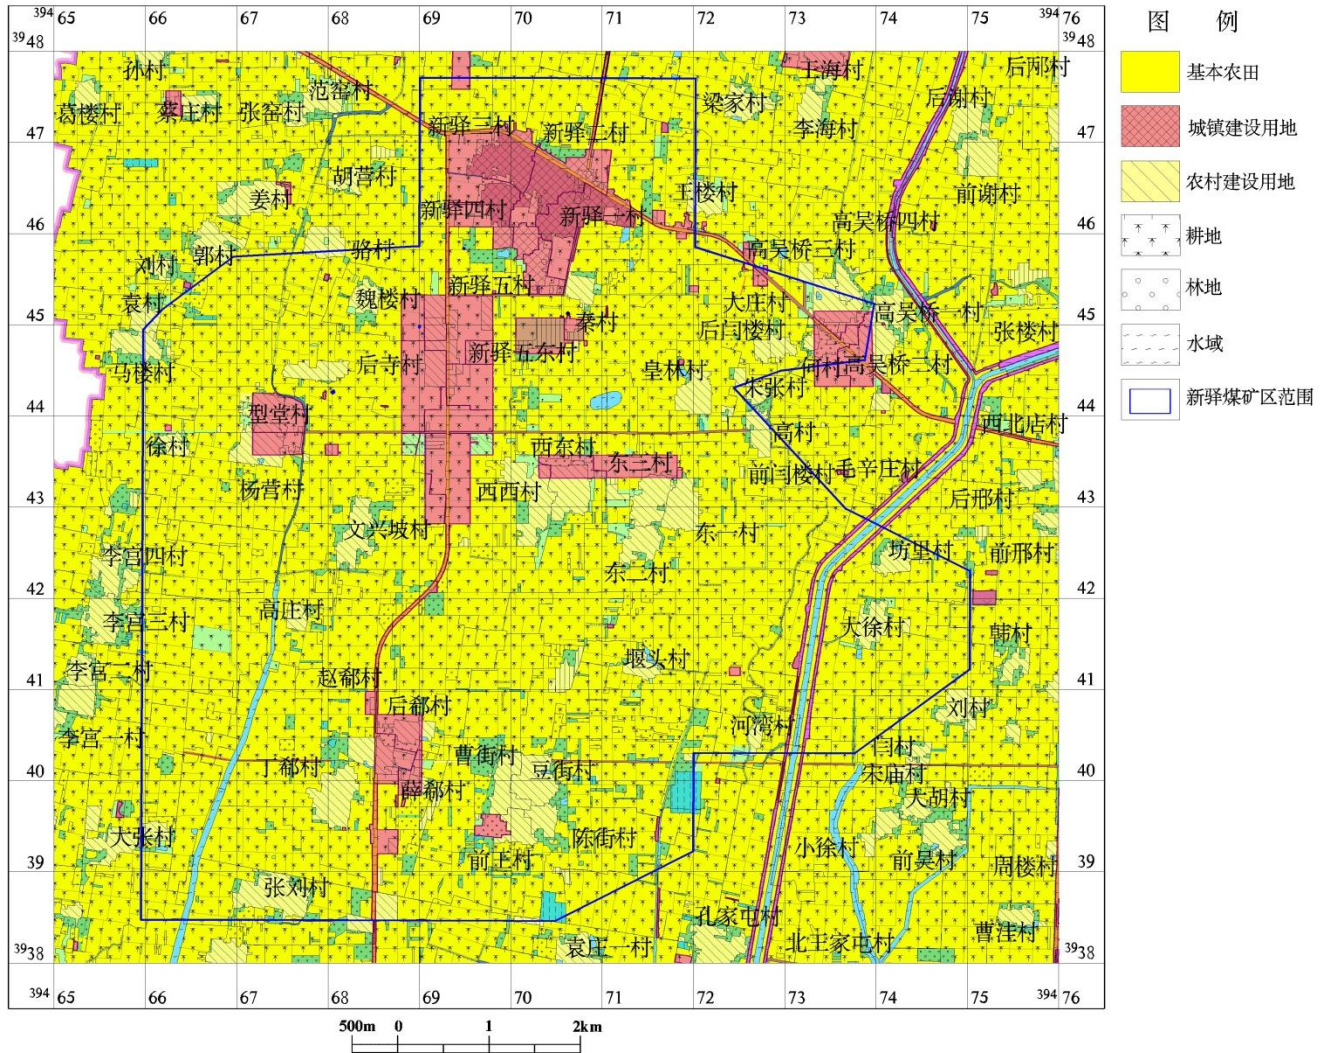 394 65 66 67 68 69 70 71 72 73 74 75 394 76
图 例
39 48 48
孙村 范窑村 王海村 后邴村
基本农田
葛楼村 蔡庄村 张窑村 梁家村 后谢村
47 新驿三村 新驿二村 李海村 47
城镇建设用地
胡营村 王楼村 前谢村
农村建设用地
姜村 新驿四村 新驿一村 高吴桥四村
46 46
耕地
刘村 郭村 骆村 高吴桥三村
袁村 魏楼村 新驿五村 大庄村
林地
45 秦村 后闫楼村 高吴桥一村 张楼村 45
水域
马楼村 后寺村 新驿五东村 皇林村 何村 高吴桥二村
宋张村
新驿煤矿区范围
44 型堂村 44
徐村 西东村 高村 西北店村
杨营村 西西村 东三村 前闫楼村 毛辛庄村
43 后邢村 43
文兴坡村 东一村
李宫四村 东二村 坊里村 前邢村
42 42
李宫三村 高庄村 大徐村 韩村
李宫二村 赵郗村 堰头村
41 41
李宫一村 后郗村 河湾村 刘村
丁郗村 曹街村 豆街村 闫村
40 宋庙村 40
薛郗村 大胡村
大张村 前王村 陈街村 小徐村 前吴村 周楼村
39 39
张刘村
孔家屯村 曹洼村
袁庄一村 北王家屯村
39 38 39 38
394 65 66 67 68 69 70 71 72 73 74 75 394 76
500m 0 1 2km